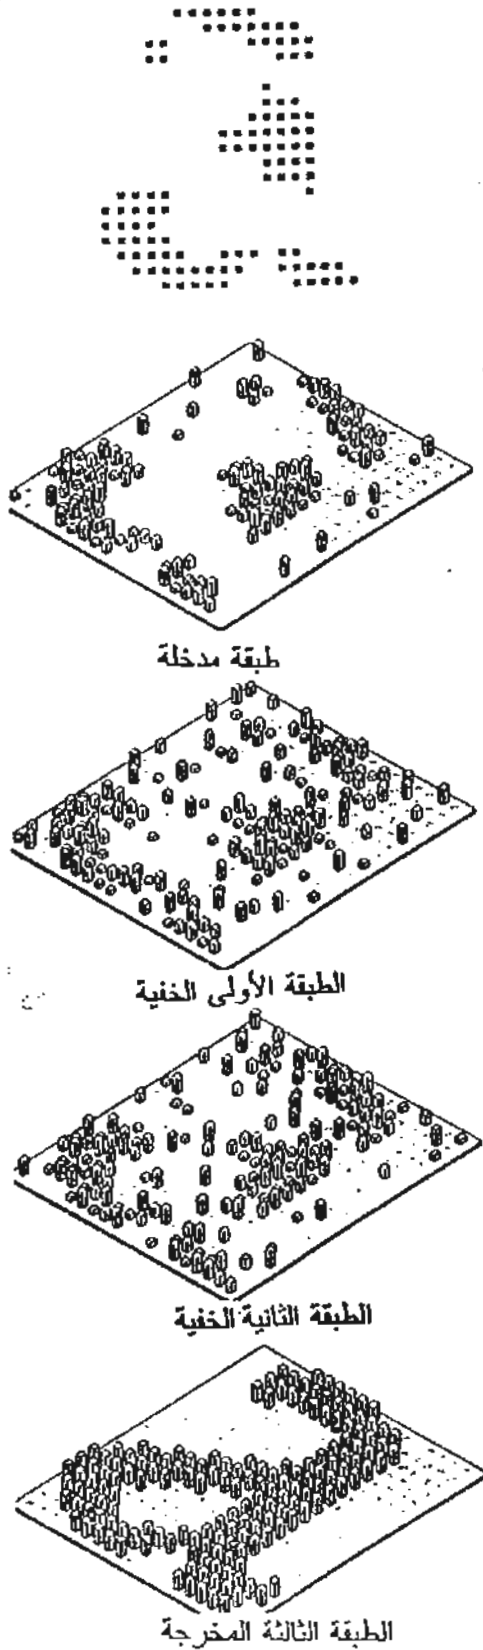 طبقة مدخلة
الطبقة الأولى الخفية
الطبقة الثانية الخفية
الطبقة الثالثة المخرجة